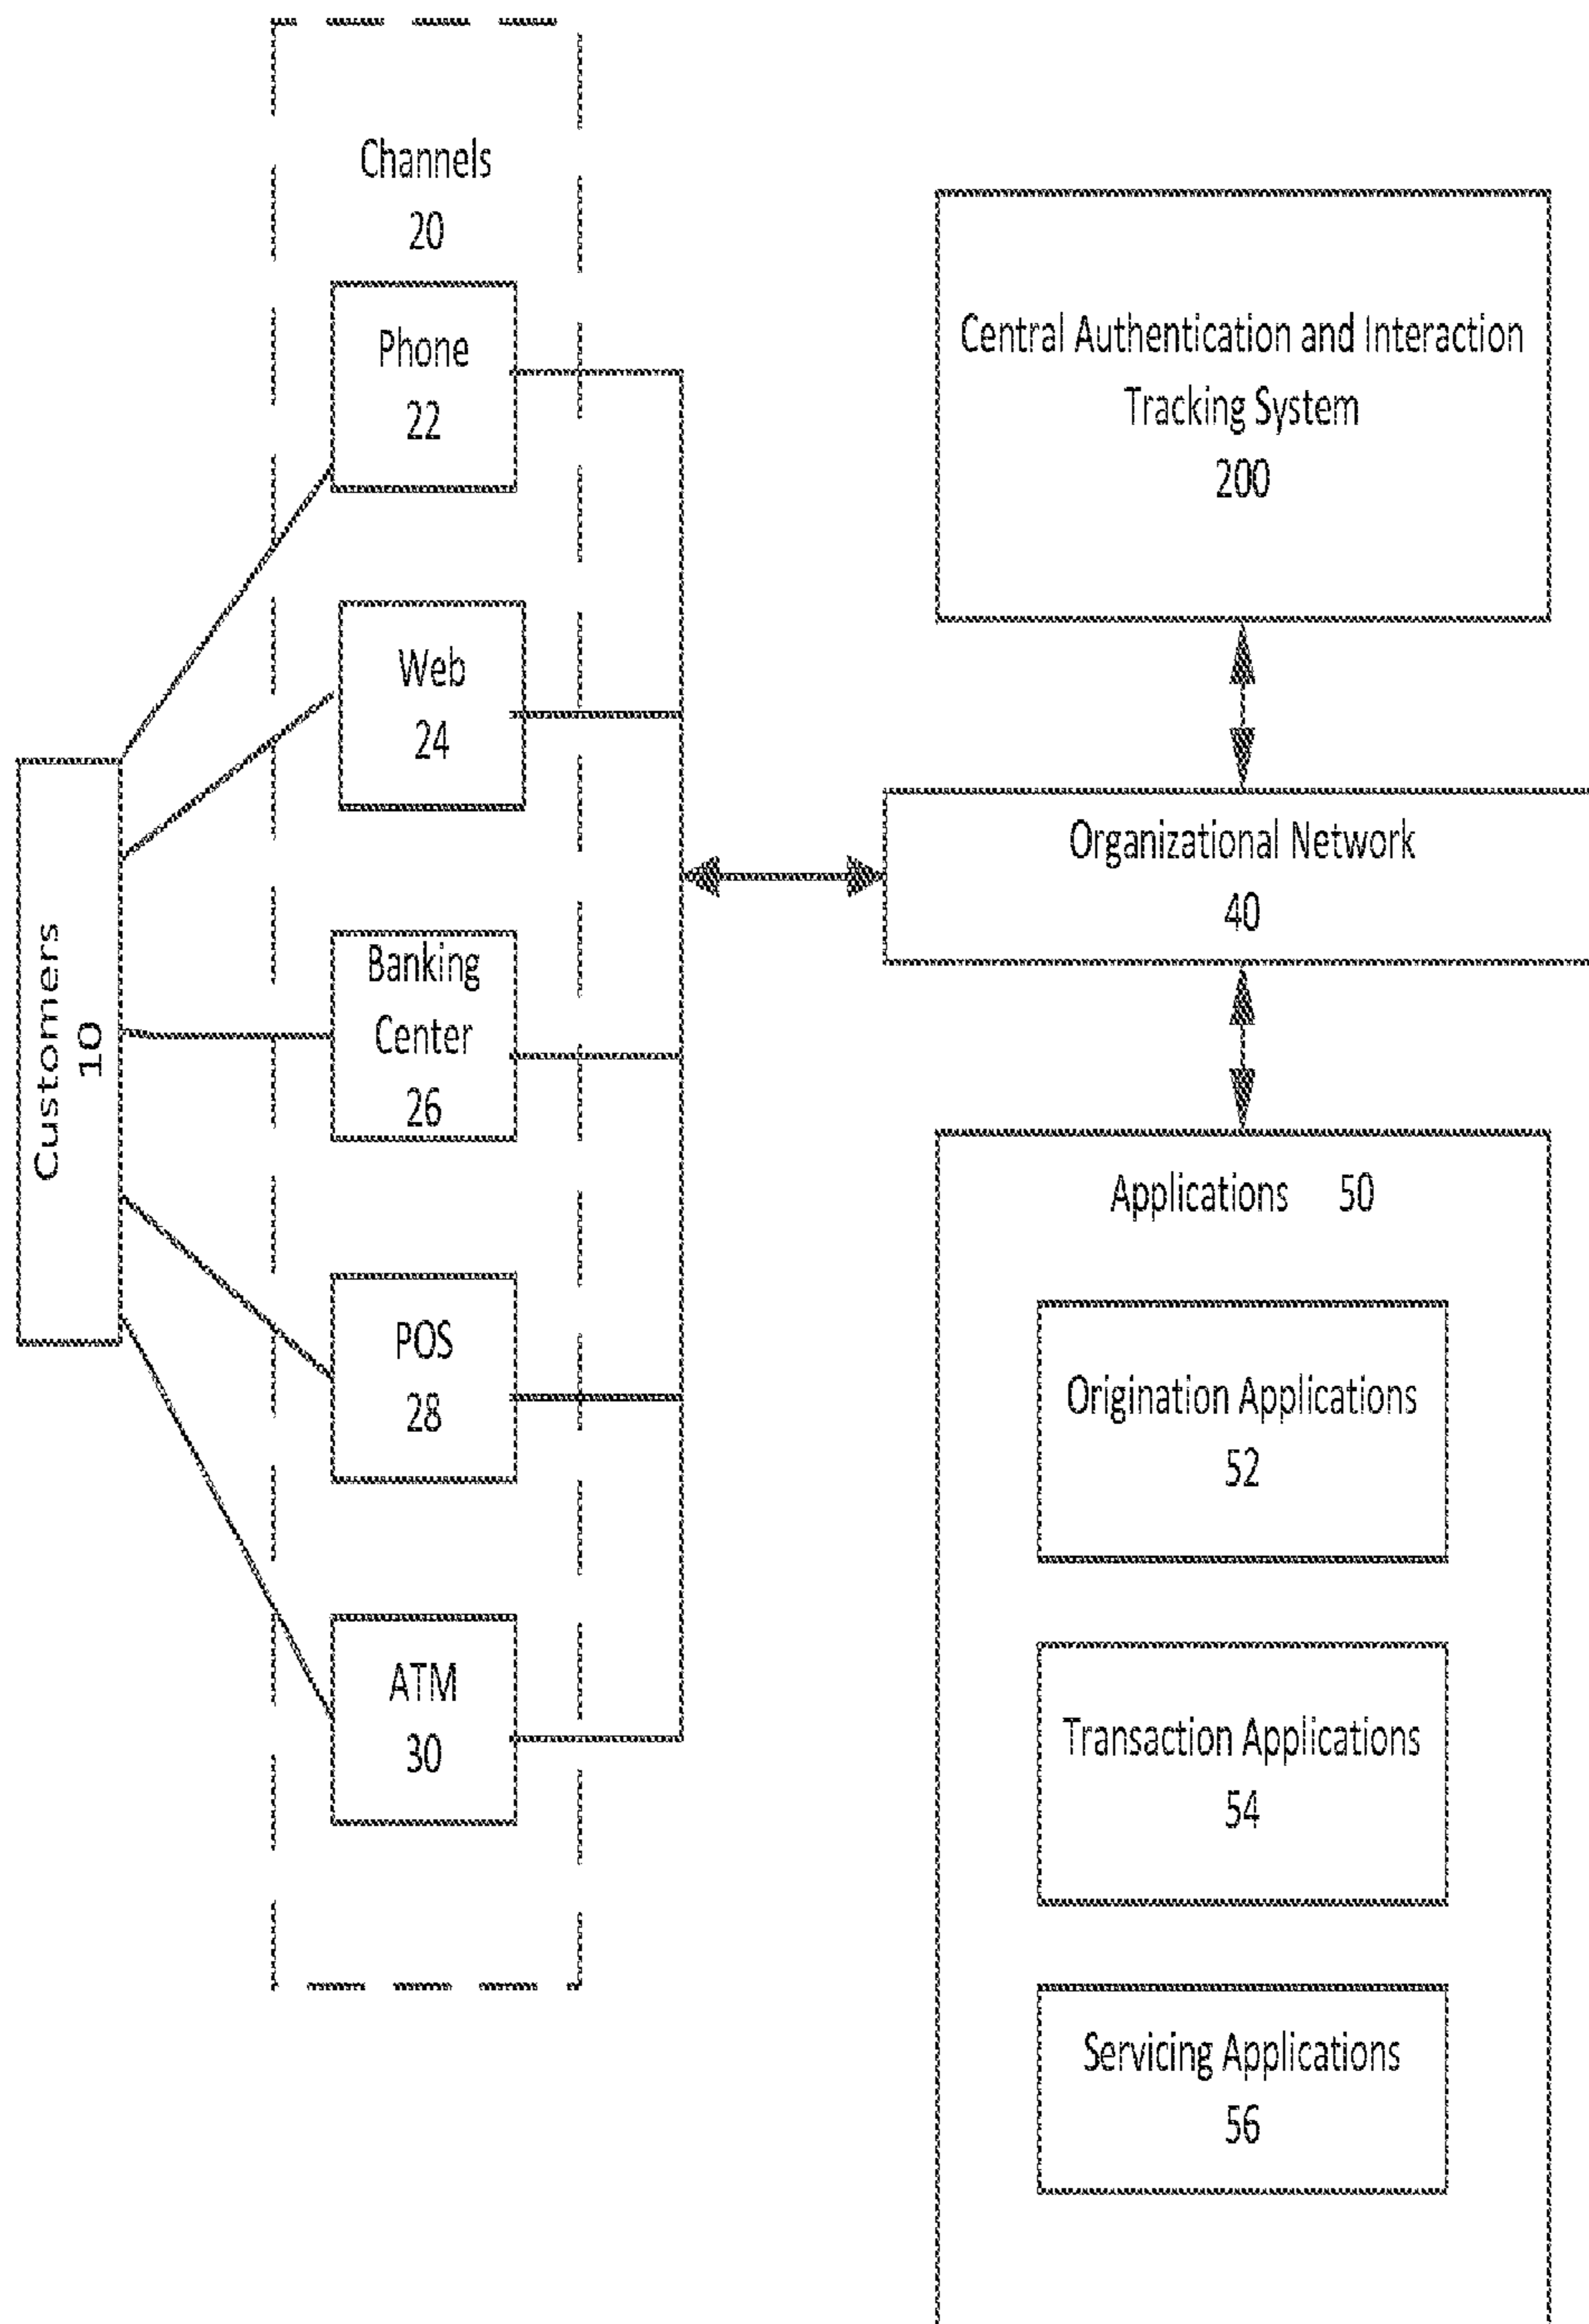 Channels
20
Phone
22
Web
24
Banking
Center
26
POS
28
ATM
30
Customers
10
Central Authentication and Interaction
Tracking System
200
Organizational Network
40
Applications 50
Origination Applications
52
Transaction Applications
54
Servicing Applications
56